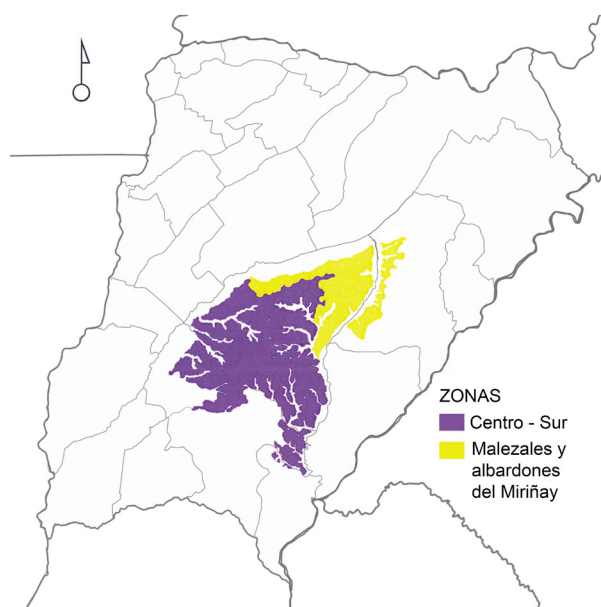 ZONAS
Centro - Sur
Malezales y
albardones
del Miriñay